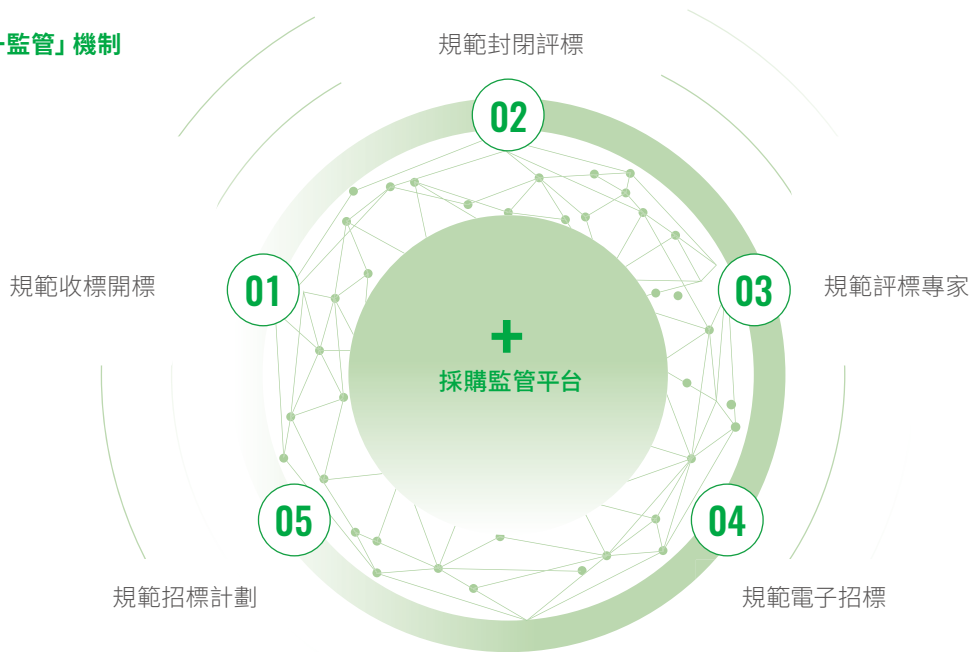 +監管」機制
規範封閉評標
02
規範收標開標
01
03
規範評標專家
+
採購監管平台
05
04
規範招標計劃
規範電子招標